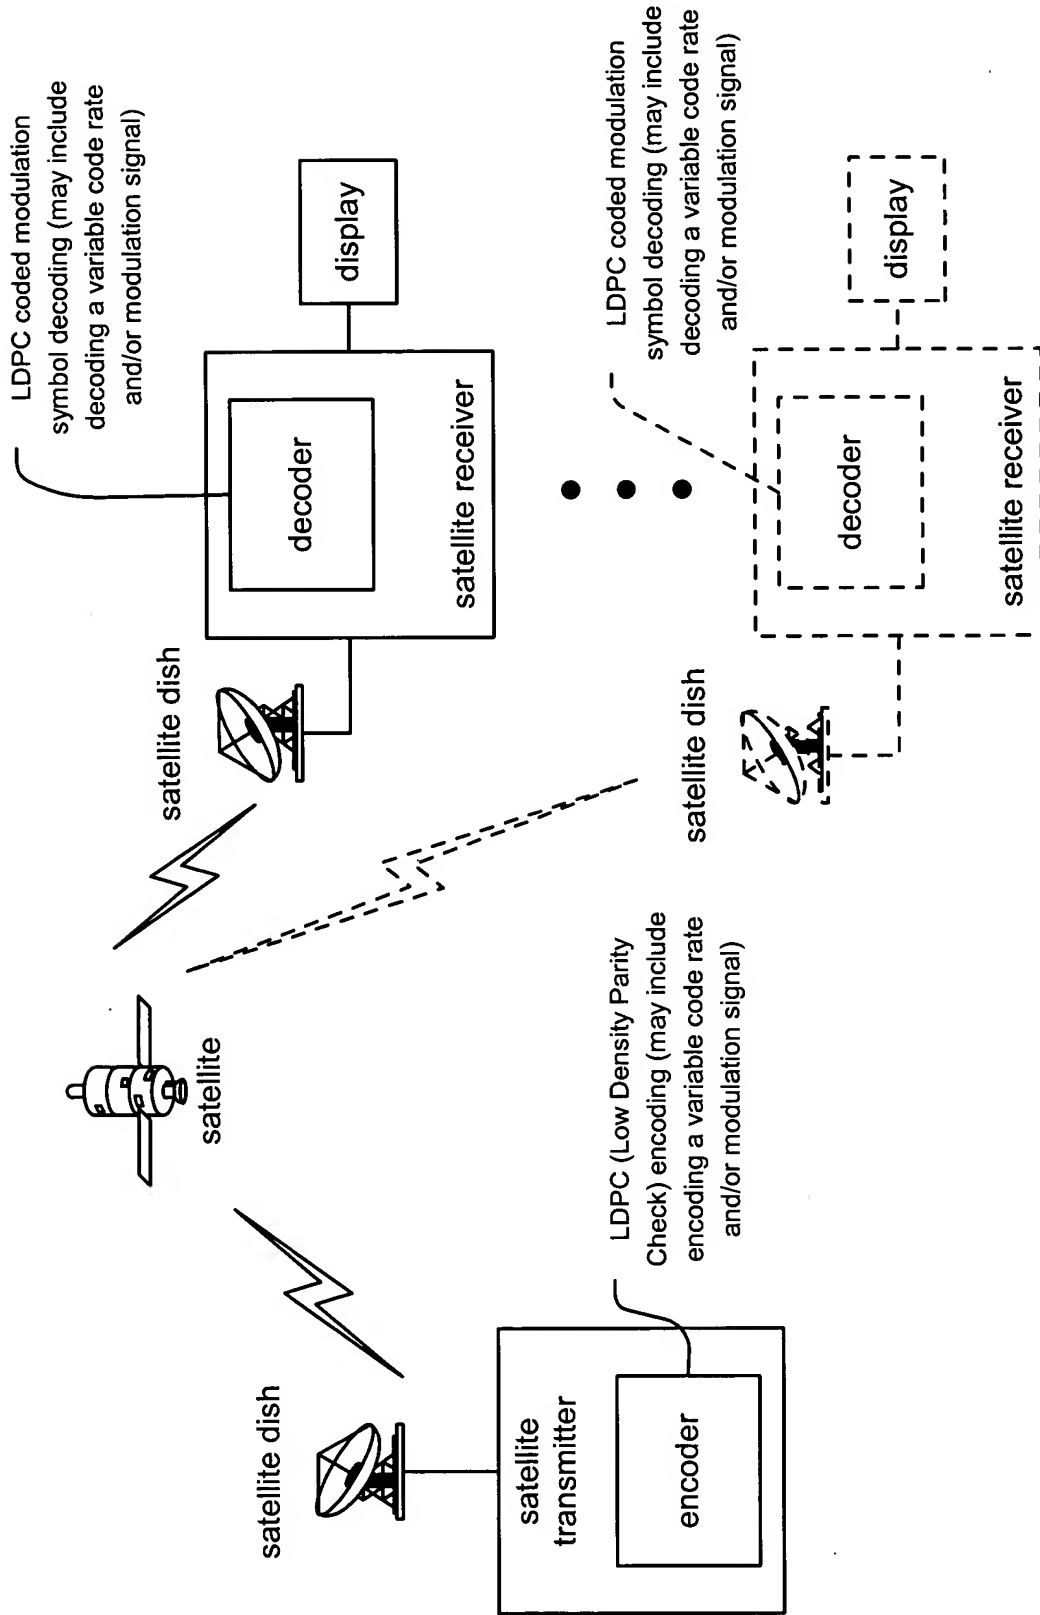 satellite dish
satellite
transmitter
encoder
LDPC (Low Density Parity
Check) encoding (may include
encoding a variable code rate
and/or modulation signal)
satellite
satellite dish
LDPC coded modulation
symbol decoding (may include
decoding a variable code rate
and/or modulation signal)
decoder
satellite receiver
display
satellite dish
LDPC coded modulation
symbol decoding (may include
decoding a variable code rate
and/or modulation signal)
decoder
satellite receiver
display